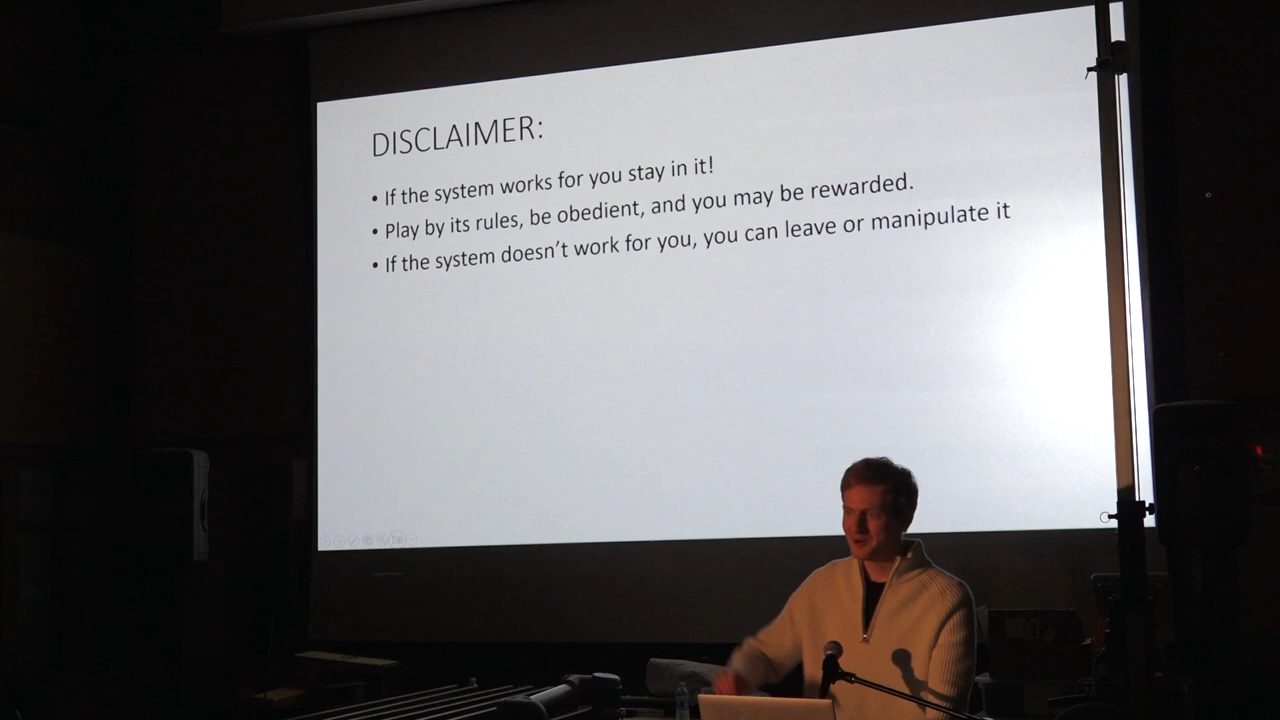 DISCLAIMER:
• If the system works for you stay in it!
• Play by its rules, be obedient, and you may be rewarded.
• If the system doesn't work for you, you can leave or manipulate it